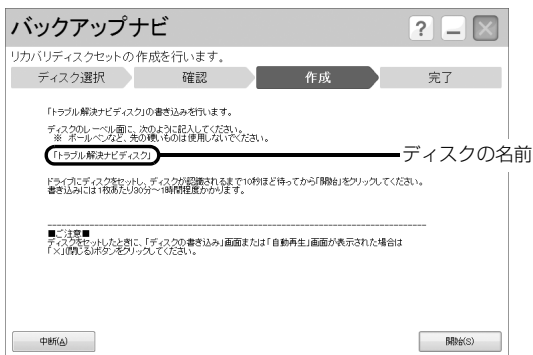 バックアップナビ
?
リカバリディスクセットの作成を行います。
ディスク選択 確認 作成 完了
「トラブル解決ナビディスク」の書き込みを行います。
ディスクのレーベル面に、次のように記入してください。
※ ボールペンなど、先の硬いものは使用しないでください。
「トラブル解決ナビディスク」
ディスクの名前
ドライブにディスクをセットし、ディスクが認識されるまで10秒ほど待ってから「開始」をクリックしてください。
書き込みには1枚あたり30分～1時間程度かかります。
■ご注意■
ディスクをセットしたときに、「ディスクの書き込み」画面または「自動再生」画面が表示された場合は
「×」(閉じる)ボタンをクリックしてください。
中断(A)
開始(S)